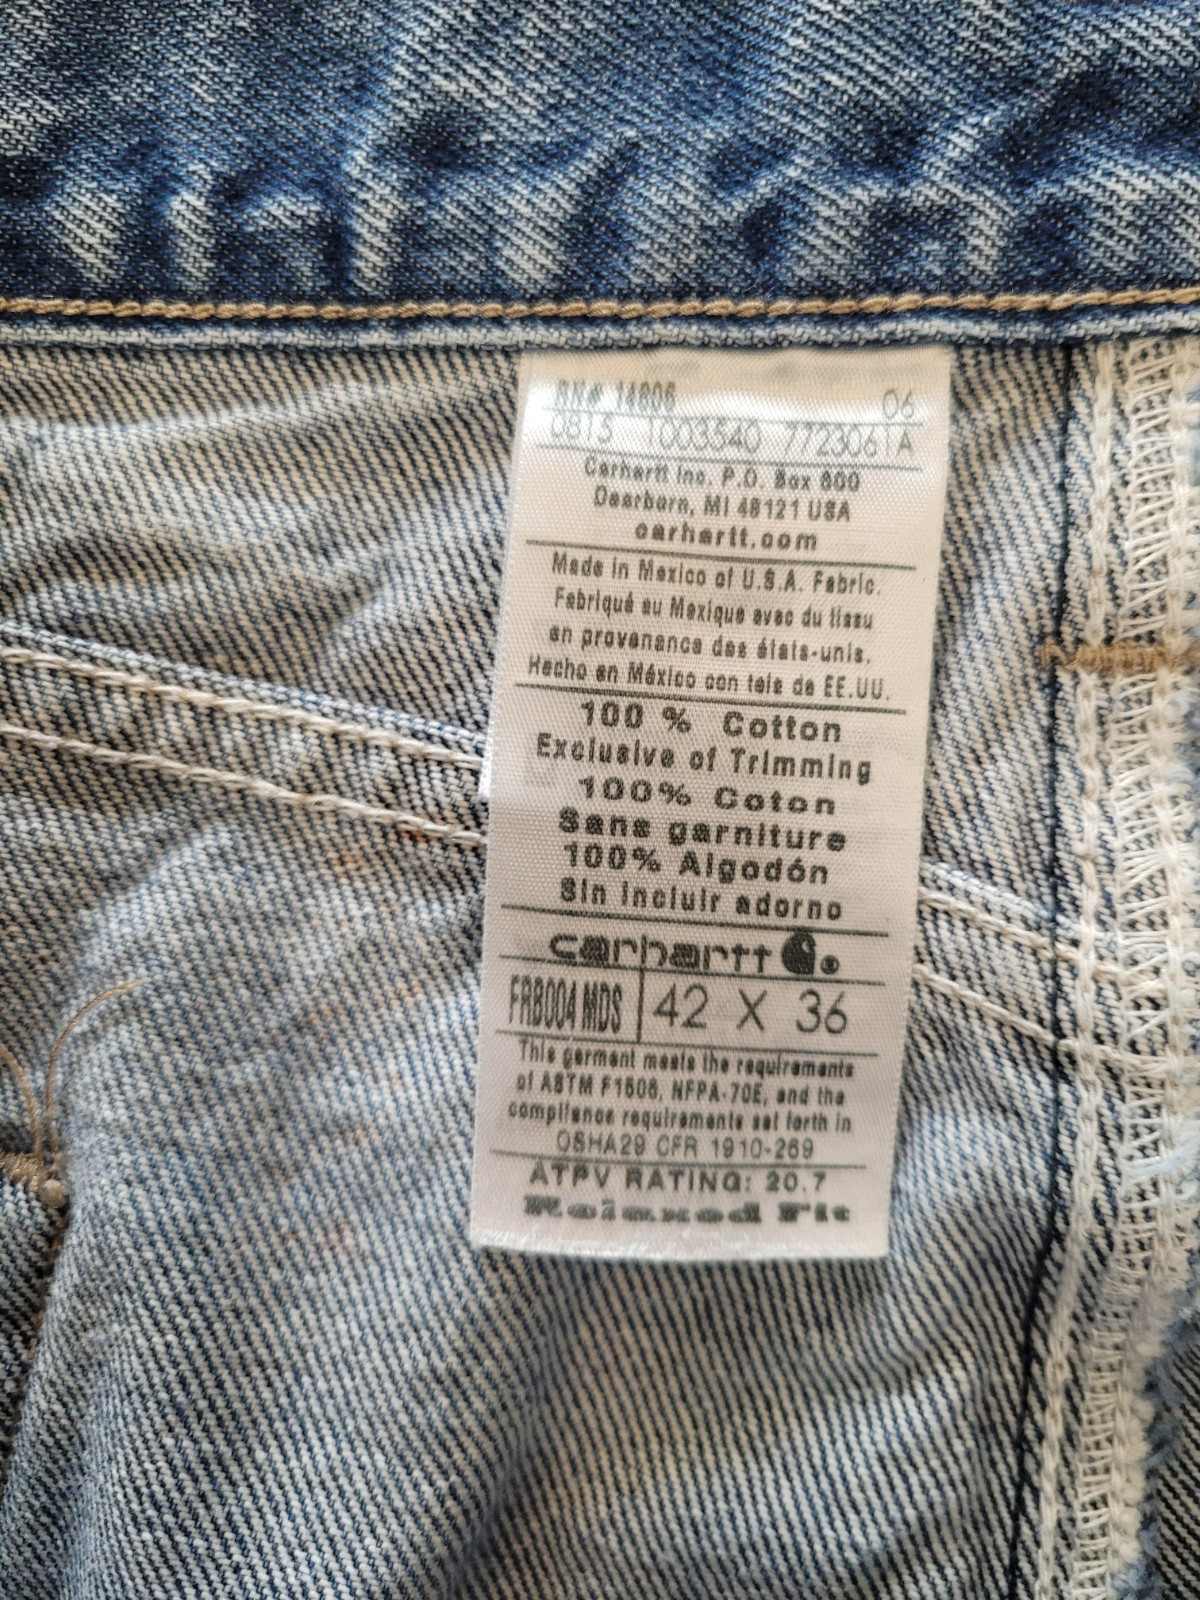 RN# 14806 06
0815 1003540 7723061A
Carhartt Inc. P.O. Box 600
Dearborn, MI 48121 USA
carhartt.com
Made in Mexico of U.S.A. Fabric.
Fabriqué au Mexique avec du tissu
en provenance des états-unis.
Hecho en México con tela de EE.UU.
100 % Cotton
Exclusive of Trimming
100% Coton
Sans garniture
100% Algodón
Sin incluir adorno
carhartt
FRB004 MDS 42 X 36
This garment meets the requirements
of ASTM F1506, NFPA-70E, and the
compliance requirements set forth in
OSHA29 CFR 1910-269
ATPV RATING: 20.7
Relaxed Fit